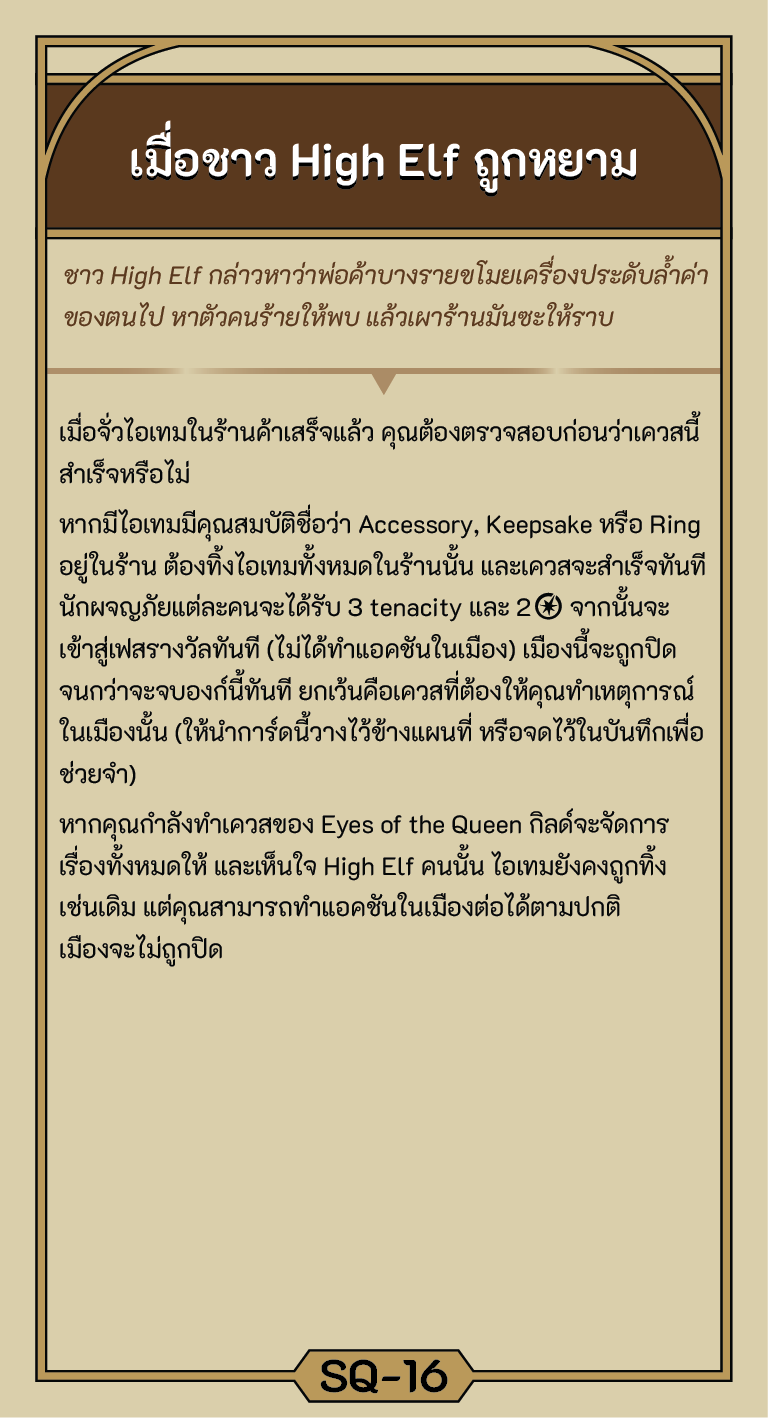 เมื่อชาว High Elf ถูกหยาม
ชาว High Elf กล่าวหาว่าพ่อค้าบางรายขโมยเครื่องประดับล้ำค่า
ของตนไป หาตัวคนร้ายให้พบ แล้วเผาร้านมันซะให้ราบ
เมื่อจั่วไอเทมในร้านค้าเสร็จแล้ว คุณต้องตรวจสอบก่อนว่าเควสนี้
สำเร็จหรือไม่
หากมีไอเทมมีคุณสมบัติชื่อว่า Accessory, Keepsake หรือ Ring
อยู่ในร้าน ต้องทิ้งไอเทมทั้งหมดในร้านนั้น และเควสจะสำเร็จทันที
นักผจญภัยแต่ละคนจะได้รับ 3 tenacity และ 2 จากนั้นจะ
เข้าสู่เฟสรางวัลทันที (ไม่ได้ทำแอคชันในเมือง) เมืองนี้จะถูกปิด
จนกว่าจะจบองก์นี้ทันที ยกเว้นคือเควสที่ต้องให้คุณทำเหตุการณ์
ในเมืองนั้น (ให้นำการ์ดนี้วางไว้ข้างแผนที่ หรือจดไว้ในบันทึกเพื่อ
ช่วยจำ)
หากคุณกำลังทำเควสของ Eyes of the Queen กิลด์จะจัดการ
เรื่องทั้งหมดให้ และเห็นใจ High Elf คนนั้น ไอเทมยังคงถูกทิ้ง
เช่นเดิม แต่คุณสามารถทำแอคชันในเมืองต่อได้ตามปกติ
เมืองจะไม่ถูกปิด
SQ-16